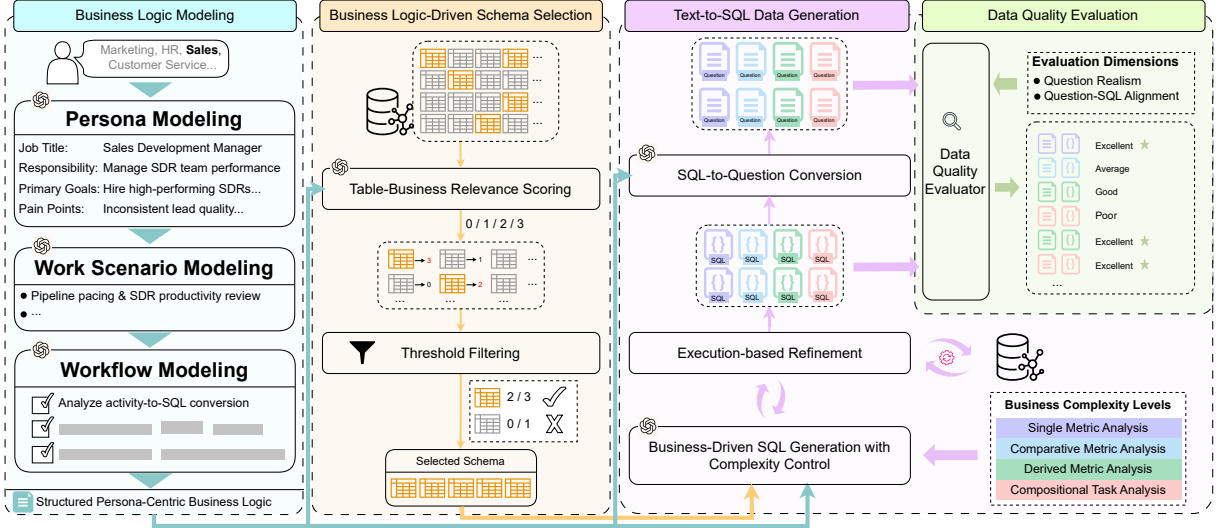 Business Logic Modeling
Marketing, HR, Sales,
Customer Service...
Persona Modeling
Job Title: Sales Development Manager
Responsibility: Manage SDR team performance
Primary Goals: Hire high-performing SDRs...
Pain Points: Inconsistent lead quality...
Work Scenario Modeling
Pipeline pacing & SDR productivity review
...
Workflow Modeling
Analyze activity-to-SQL conversion
Structured Persona-Centric Business Logic
Business Logic-Driven Schema Selection
...
...
...
...
Table-Business Relevance Scoring
0 / 1 / 2 / 3
3 1 ...
0 2 ...
... ... ...
Threshold Filtering
2 / 3
0 / 1
Selected Schema
Text-to-SQL Data Generation
Question Question Question Question
Question Question Question Question
SQL-to-Question Conversion
{} {} {} {}
SQL SQL SQL SQL
{} {} {} {}
SQL SQL SQL SQL
Execution-based Refinement
Business-Driven SQL Generation with
Complexity Control
Business Complexity Levels
Single Metric Analysis
Comparative Metric Analysis
Derived Metric Analysis
Compositional Task Analysis
Data Quality Evaluation
Data
Quality
Evaluator
Evaluation Dimensions
Question Realism
Question-SQL Alignment
{} Excellent
{} Average
{} Good
{} Poor
{} Excellent
{} Excellent
...